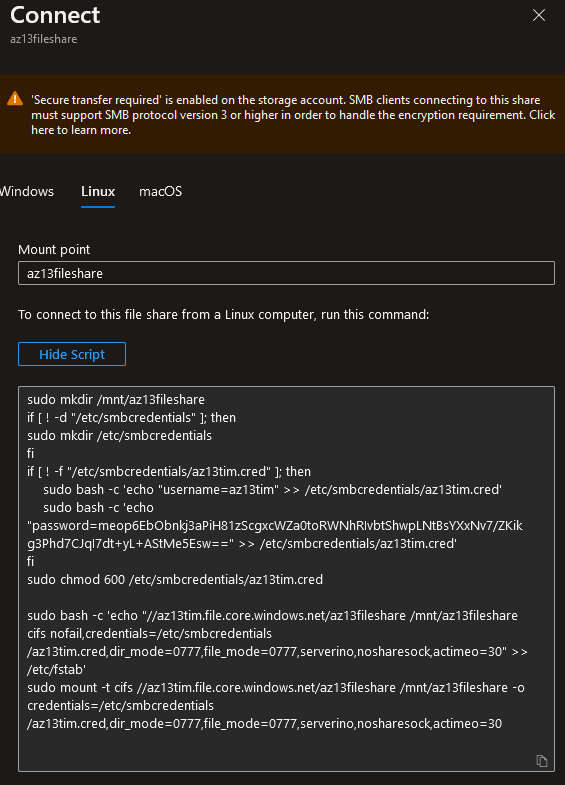 Connect
az13fileshare
'Secure transfer required' is enabled on the storage account. SMB clients connecting to this share
must support SMB protocol version 3 or higher in order to handle the encryption requirement. Click
here to learn more.
Windows Linux macOS
Mount point
az13fileshare
To connect to this file share from a Linux computer, run this command:
Hide Script
sudo mkdir /mnt/az13fileshare
if [ ! -d "/etc/smbcredentials" ]; then
sudo mkdir /etc/smbcredentials
fi
if [ ! -f "/etc/smbcredentials/az13tim.cred" ]; then
    sudo bash -c 'echo "username=az13tim" >> /etc/smbcredentials/az13tim.cred'
    sudo bash -c 'echo
"password=meop6EbObnkj3aPiH81zScgxcWZa0toRWNhRIvbtShwpLNtBsYXxNv7/ZKik
g3Phd7CJqI7dt+yL+AStMe5Esw==" >> /etc/smbcredentials/az13tim.cred'
fi
sudo chmod 600 /etc/smbcredentials/az13tim.cred
sudo bash -c 'echo "//az13tim.file.core.windows.net/az13fileshare /mnt/az13fileshare
cifs nofail,credentials=/etc/smbcredentials
/az13tim.cred,dir_mode=0777,file_mode=0777,serverino,nosharesock,actimeo=30" >>
/etc/fstab'
sudo mount -t cifs //az13tim.file.core.windows.net/az13fileshare /mnt/az13fileshare -o
credentials=/etc/smbcredentials
/az13tim.cred,dir_mode=0777,file_mode=0777,serverino,nosharesock,actimeo=30